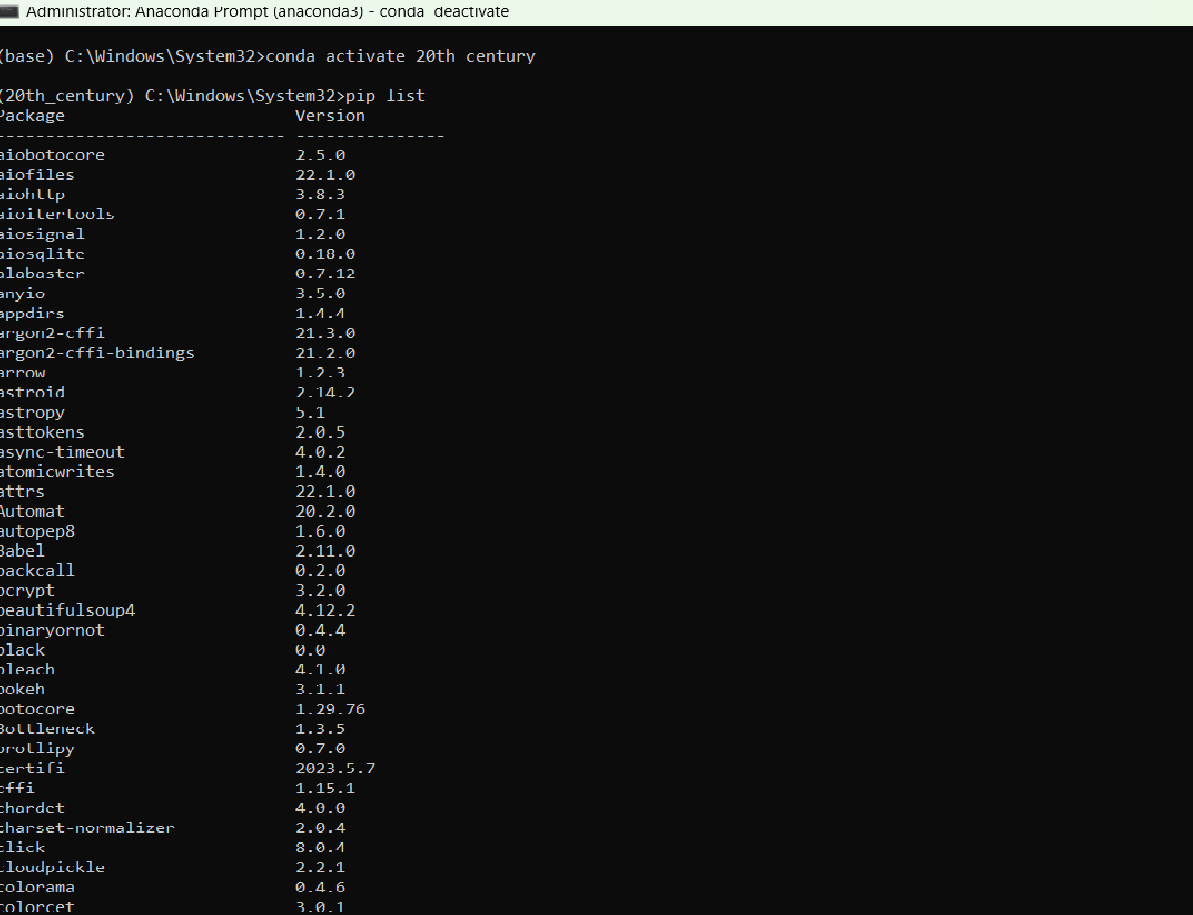 Administrator: Anaconda Prompt (anaconda3) - conda deactivate
(base) C:\Windows\System32>conda activate 20th century
(20th_century) C:\Windows\System32>pip list
Package Version
----------------------------- ---------------
aiobotocore 2.5.0
aiofiles 22.1.0
aiohttp 3.8.3
aioitertools 0.7.1
aiosignal 1.2.0
aiosqlite 0.18.0
alabaster 0.7.12
anyio 3.5.0
appdirs 1.4.4
argon2-cffi 21.3.0
argon2-cffi-bindings 21.2.0
arrow 1.2.3
astroid 2.14.2
astropy 5.1
asttokens 2.0.5
async-timeout 4.0.2
atomicwrites 1.4.0
attrs 22.1.0
Automat 20.2.0
autopep8 1.6.0
Babel 2.11.0
backcall 0.2.0
bcrypt 3.2.0
beautifulsoup4 4.12.2
binaryornot 0.4.4
black 0.0
bleach 4.1.0
bokeh 3.1.1
botocore 1.29.76
Bottleneck 1.3.5
brotlipy 0.7.0
certifi 2023.5.7
cffi 1.15.1
chardet 4.0.0
charset-normalizer 2.0.4
click 8.0.4
cloudpickle 2.2.1
colorama 0.4.6
colorcet 3.0.1